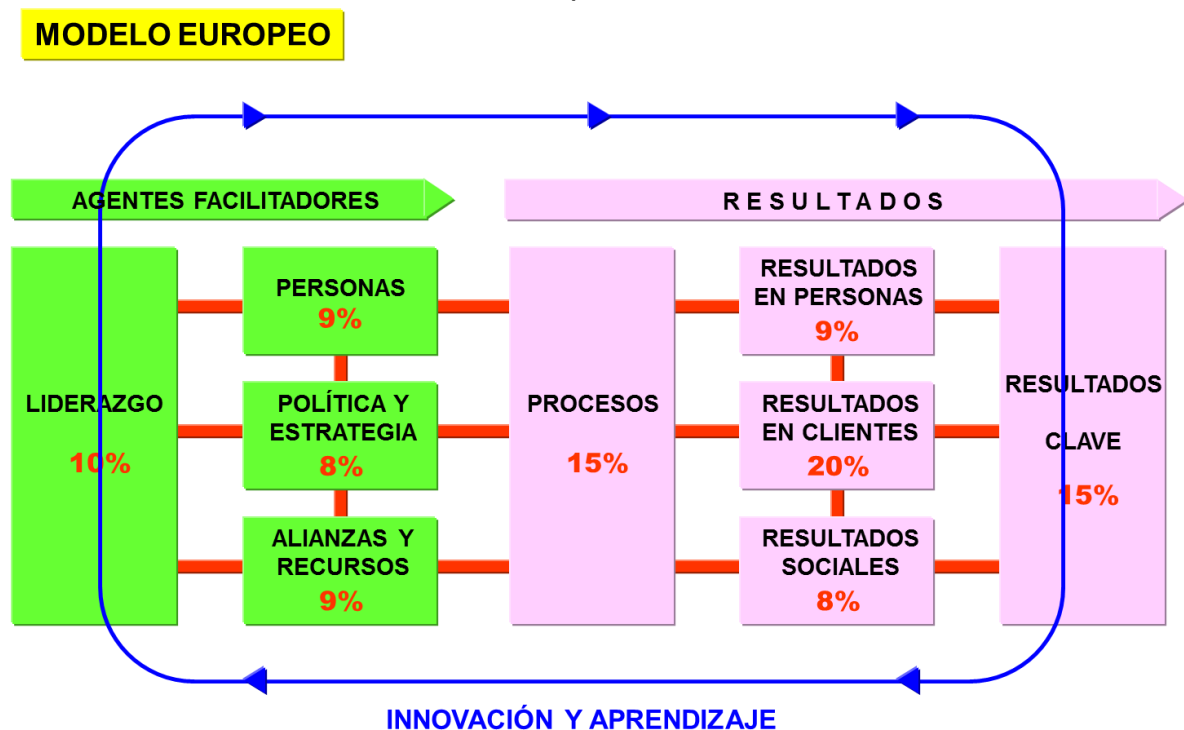 MODELO EUROPEO
AGENTES FACILITADORES
RESULTADOS
LIDERAZGO
10%
PERSONAS
9%
POLÍTICA Y
ESTRATEGIA
8%
ALIANZAS Y
RECURSOS
9%
PROCESOS
15%
RESULTADOS
EN PERSONAS
9%
RESULTADOS
EN CLIENTES
20%
RESULTADOS
SOCIALES
8%
RESULTADOS
CLAVE
15%
INNOVACIÓN Y APRENDIZAJE